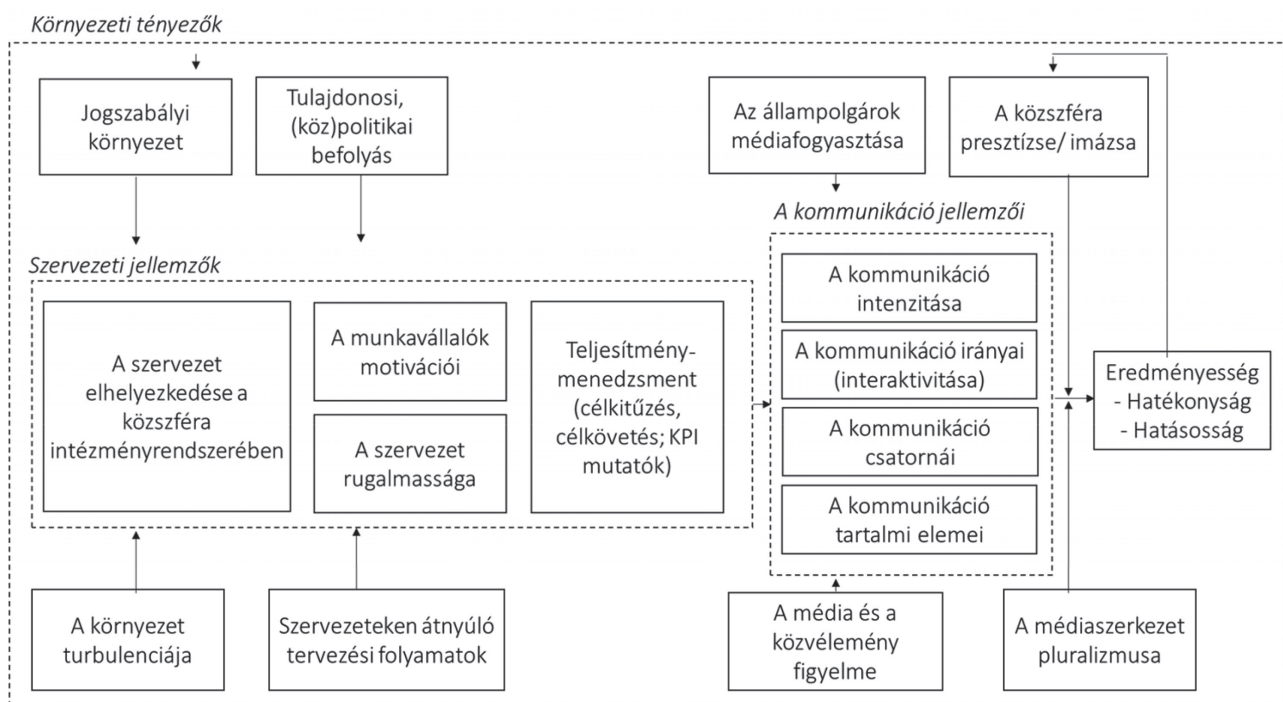 Környezeti tényezők
Jogszabályi
környezet
Tulajdonosi,
(köz)politikai
befolyás
Az állampolgárok
médiafogyasztása
A közszféra
presztízse/ imázsa
Szervezeti jellemzők
A szervezet
elhelyezkedése a
közszféra
intézményrendszerében
A munkavállalók
motivációi
A szervezet
rugalmassága
Teljesítmény-
menedzsment
(célkitűzés,
célkövetés; KPI
mutatók)
A kommunikáció jellemzői
A kommunikáció
intenzitása
A kommunikáció irányai
(interaktivitása)
A kommunikáció
csatornái
A kommunikáció
tartalmi elemei
Eredményesség
- Hatékonyság
- Hatásosság
A környezet
turbulenciája
Szervezeteken átnyúló
tervezési folyamatok
A média és a
közvélemény
figyelme
A médiaszerkezet
pluralizmusa